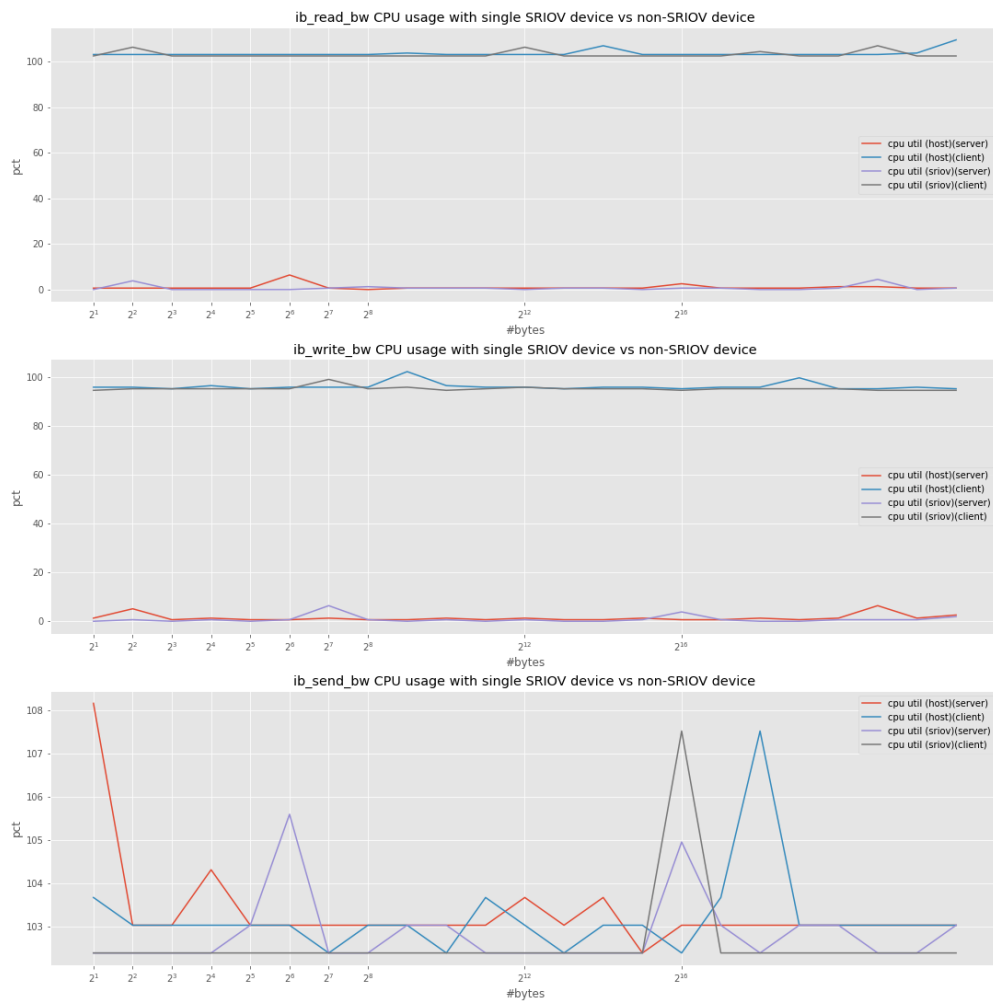 ib_read_bw CPU usage with single SRIOV device vs non-SRIOV device
100
80
60
40
20
0
pct
cpu util (host)(server)
cpu util (host)(client)
cpu util (sriov)(server)
cpu util (sriov)(client)
2^1 2^2 2^3 2^4 2^5 2^6 2^7 2^8 2^12 2^16
#bytes
ib_write_bw CPU usage with single SRIOV device vs non-SRIOV device
100
80
60
40
20
0
pct
cpu util (host)(server)
cpu util (host)(client)
cpu util (sriov)(server)
cpu util (sriov)(client)
2^1 2^2 2^3 2^4 2^5 2^6 2^7 2^8 2^12 2^16
#bytes
ib_send_bw CPU usage with single SRIOV device vs non-SRIOV device
108
107
106
105
104
103
pct
cpu util (host)(server)
cpu util (host)(client)
cpu util (sriov)(server)
cpu util (sriov)(client)
2^1 2^2 2^3 2^4 2^5 2^6 2^7 2^8 2^12 2^16
#bytes